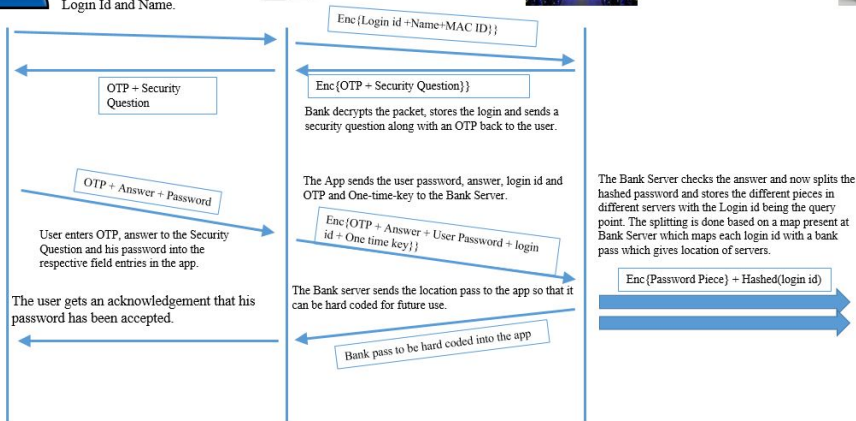 Login Id and Name.
Enc{Login id +Name+MAC ID}}
OTP + Security
Question
Enc{OTP + Security Question}}
Bank decrypts the packet, stores the login and sends a
security question along with an OTP back to the user.
OTP + Answer + Password
The App sends the user password, answer, login id and
OTP and One-time-key to the Bank Server.
The Bank Server checks the answer and now splits the
hashed password and stores the different pieces in
different servers with the Login id being the query
point. The splitting is done based on a map present at
Bank Server which maps each login id with a bank
pass which gives location of servers.
User enters OTP, answer to the Security
Question and his password into the
respective field entries in the app.
Enc{OTP + Answer + User Password + login
id + One time key}}
Enc{Password Piece} + Hashed(login id)
The user gets an acknowledgement that his
password has been accepted.
The Bank server sends the location pass to the app so that it
can be hard coded for future use.
Bank pass to be hard coded into the app